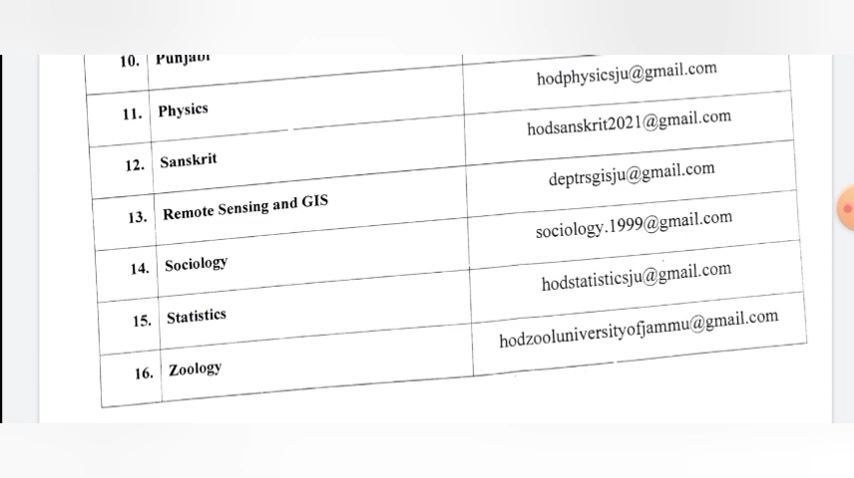 10. Punjabi
11. Physics hodphysicsju@gmail.com
12. Sanskrit hodsanskrit2021@gmail.com
13. Remote Sensing and GIS deptrsgisju@gmail.com
14. Sociology sociology.1999@gmail.com
15. Statistics hodstatisticsju@gmail.com
16. Zoology hodzooluniversityofjammu@gmail.com